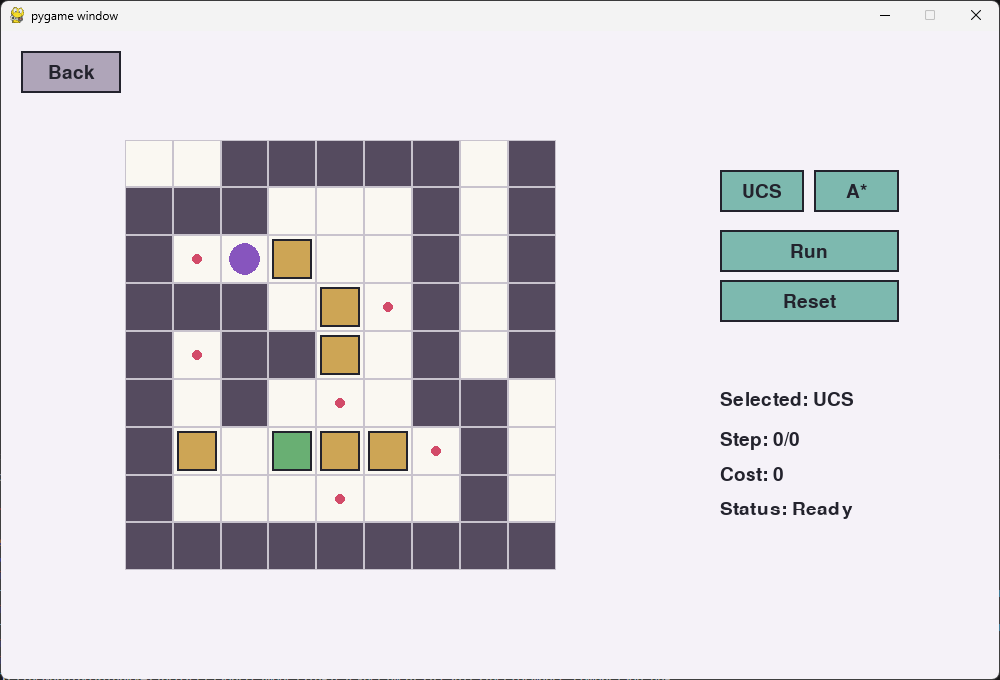 pygame window
Back
UCS A*
Run
Reset
Selected: UCS
Step: 0/0
Cost: 0
Status: Ready